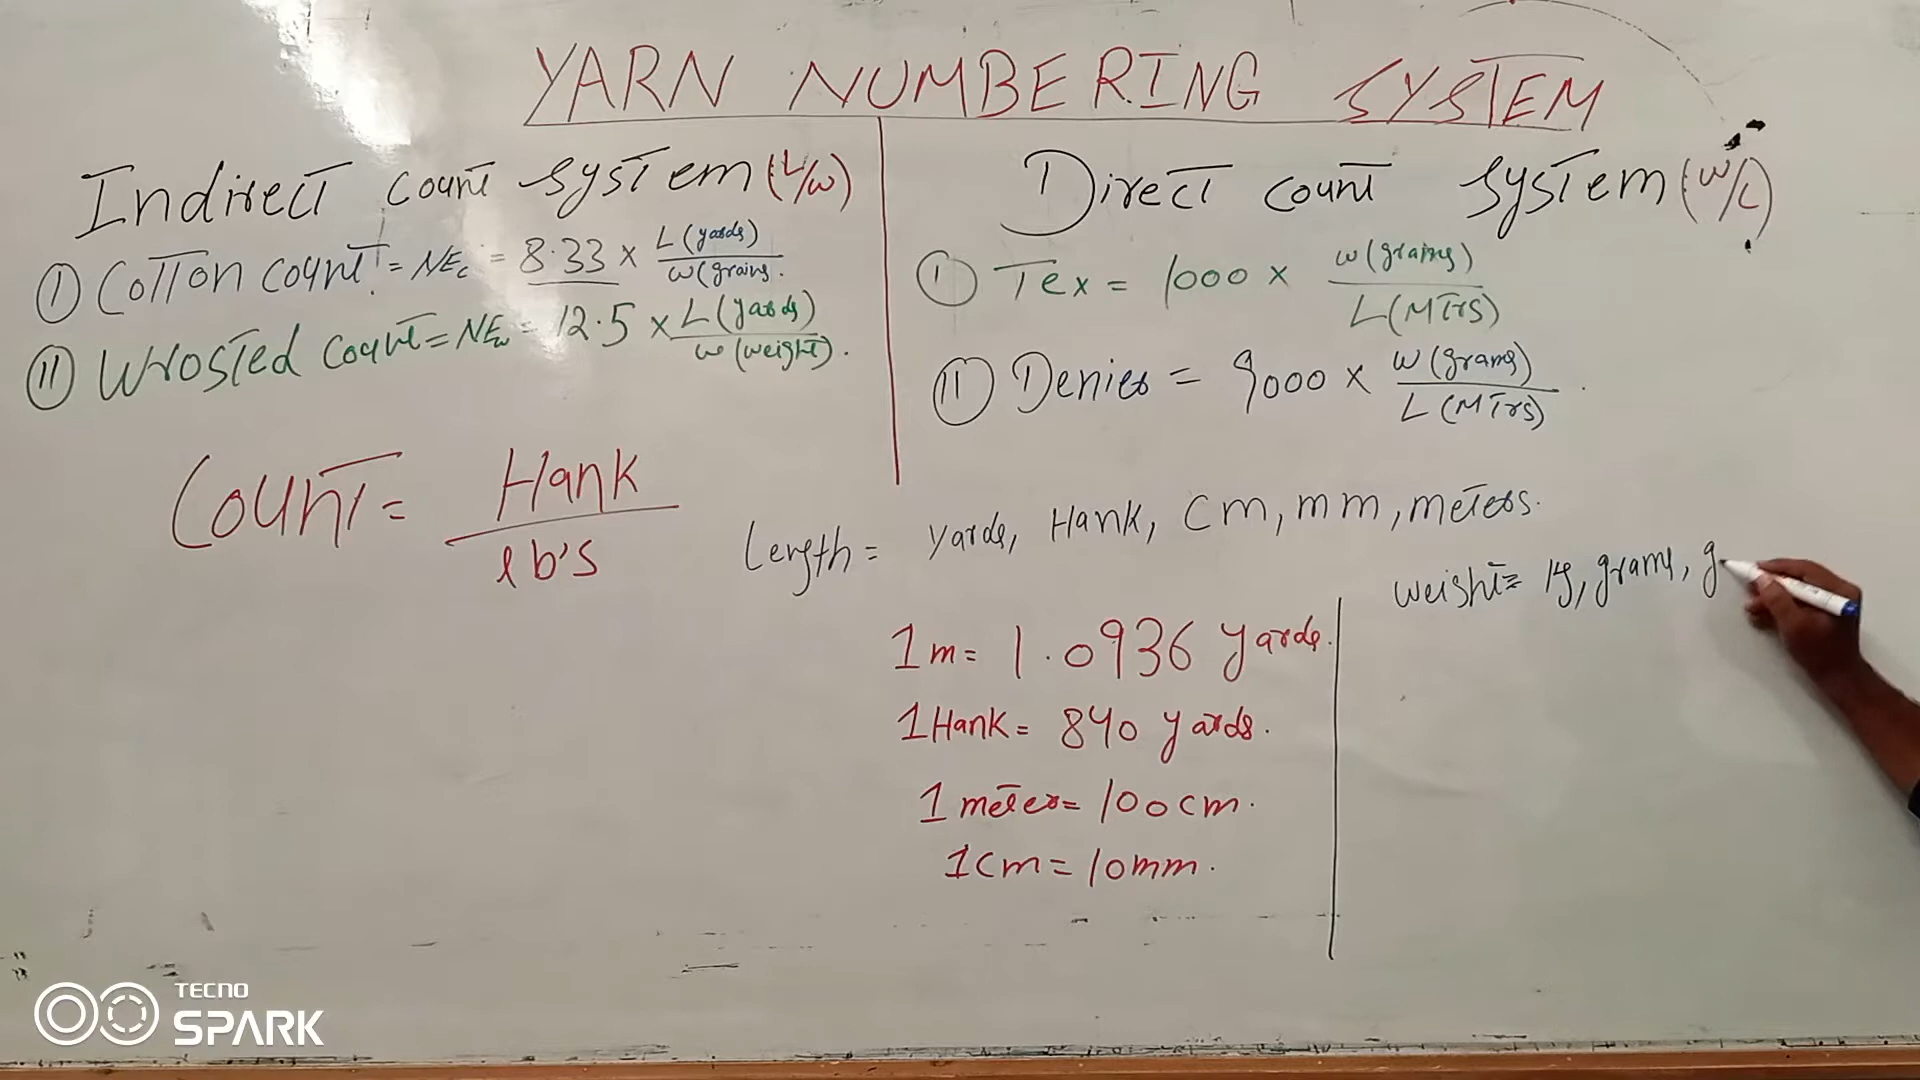 YARN NUMBERING SYSTEM
Indirect count system (L/W)
I Cotton count = NEc = 8.33 x L (yards) / W (grains.
II Wrosted count = NEw = 12.5 x L (yards) / W (weight).
Count = Hank / lb's
Direct count system (W/L)
I Tex = 1000 x W (grams) / L (MTrs)
II Denier = 9000 x W (grams) / L (MTrs)
Length = Yards, Hank, Cm, mm, meters.
1m = 1.0936 yards.
1 Hank = 840 yards.
1 meter = 100 cm.
1 Cm = 10mm.
weight = kg, grams, g
TECNO
SPARK